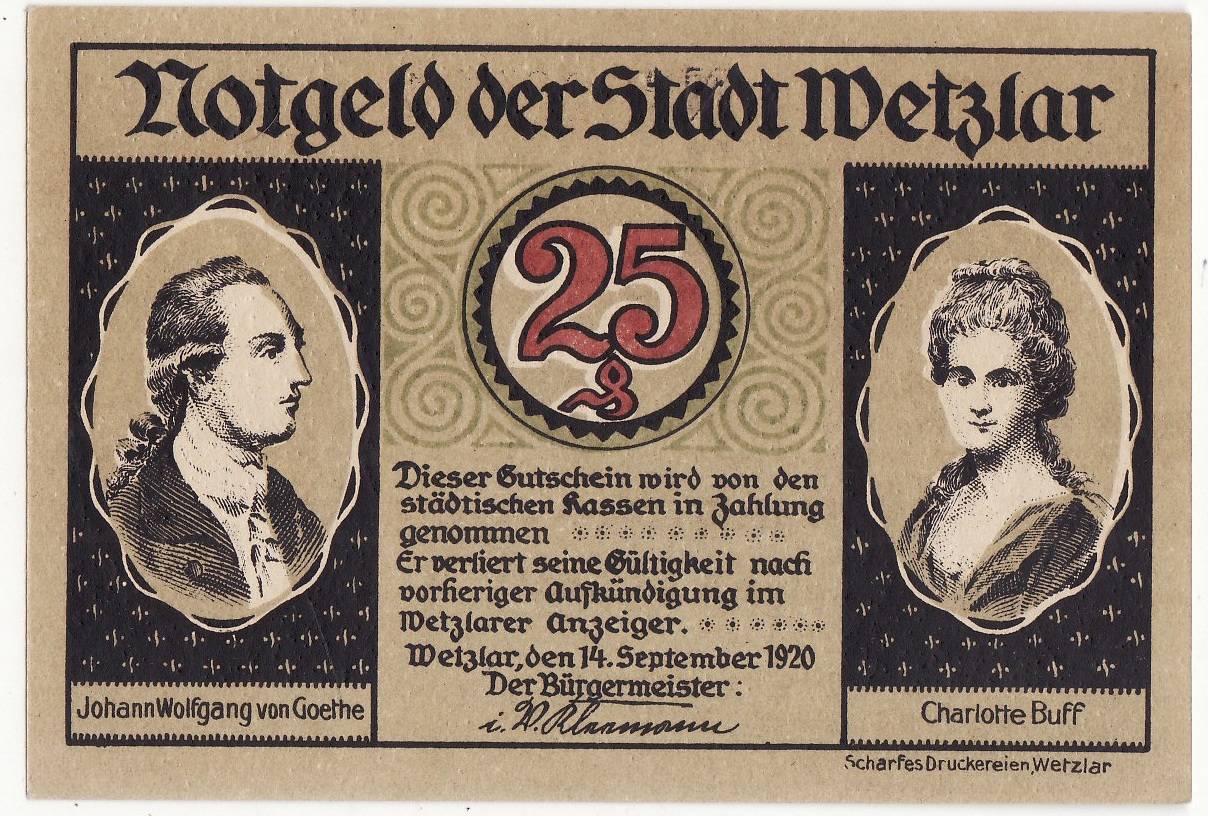 Notgeld der Stadt Wetzlar
25
₰
Dieser Gutschein wird von den
städtischen Kassen in Zahlung
genommen
Er verliert seine Gültigkeit nach
vorheriger Aufkündigung im
Wetzlarer Anzeiger.
Wetzlar, den 14. September 1920
Der Bürgermeister:
i. V. Kleemann
Johann Wolfgang von Goethe
Charlotte Buff
Scharfes Druckereien, Wetzlar